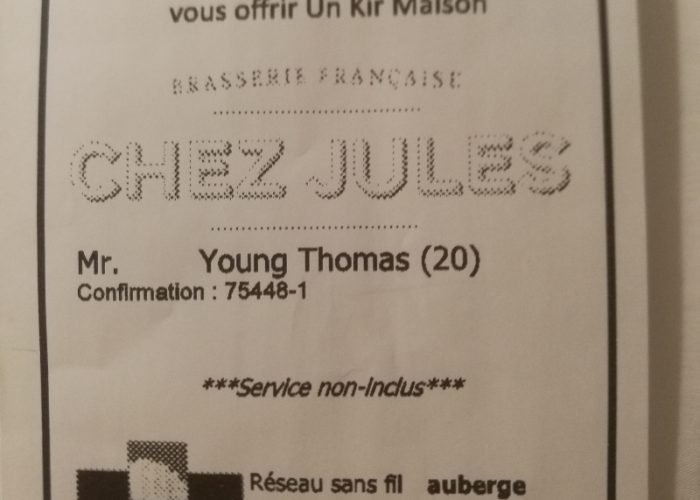 vous offrir Un Kir Maison
BRASSERIE FRANÇAISE
CHEZ JULES
Mr. Young Thomas (20)
Confirmation : 75448-1
***Service non-inclus***
Réseau sans fil auberge